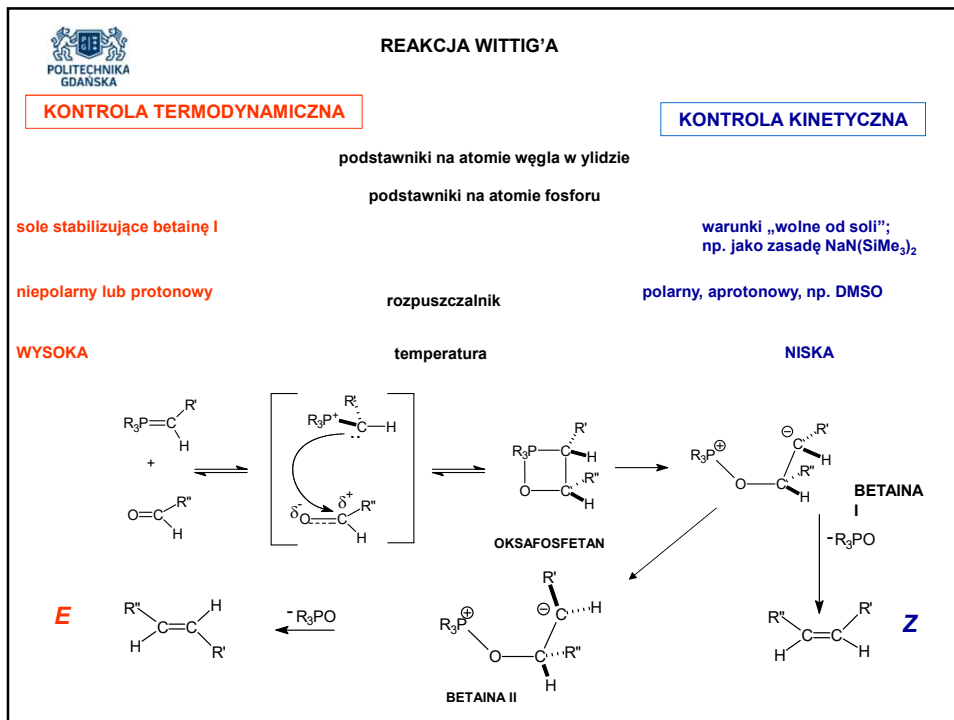 POLITECHNIKA
GDAŃSKA
REAKCJA WITTIG'A
KONTROLA TERMODYNAMICZNA
KONTROLA KINETYCZNA
podstawniki na atomie węgla w ylidzie
podstawniki na atomie fosforu
sole stabilizujące betainę I
warunki „wolne od soli”;
np. jako zasadę NaN(SiMe₃)₂
niepolarny lub protonowy
rozpuszczalnik
polarny, aprotonowy, np. DMSO
WYSOKA
temperatura
NISKA
R₃P=C R' H
+
O=C R" H
R₃P⁺ R' C H
δ⁻ O C δ⁺ R" H
R₃P C R' H
O C R" H
OKSAFOSFETAN
R₃P ⊕ O C R" H C ⊖ R' H
BETAINA
I
-R₃PO
E
R" H C=C H R'
-R₃PO
R₃P ⊕ O C R" H C ⊖ R' H
BETAINA II
R" H C=C R' H
Z